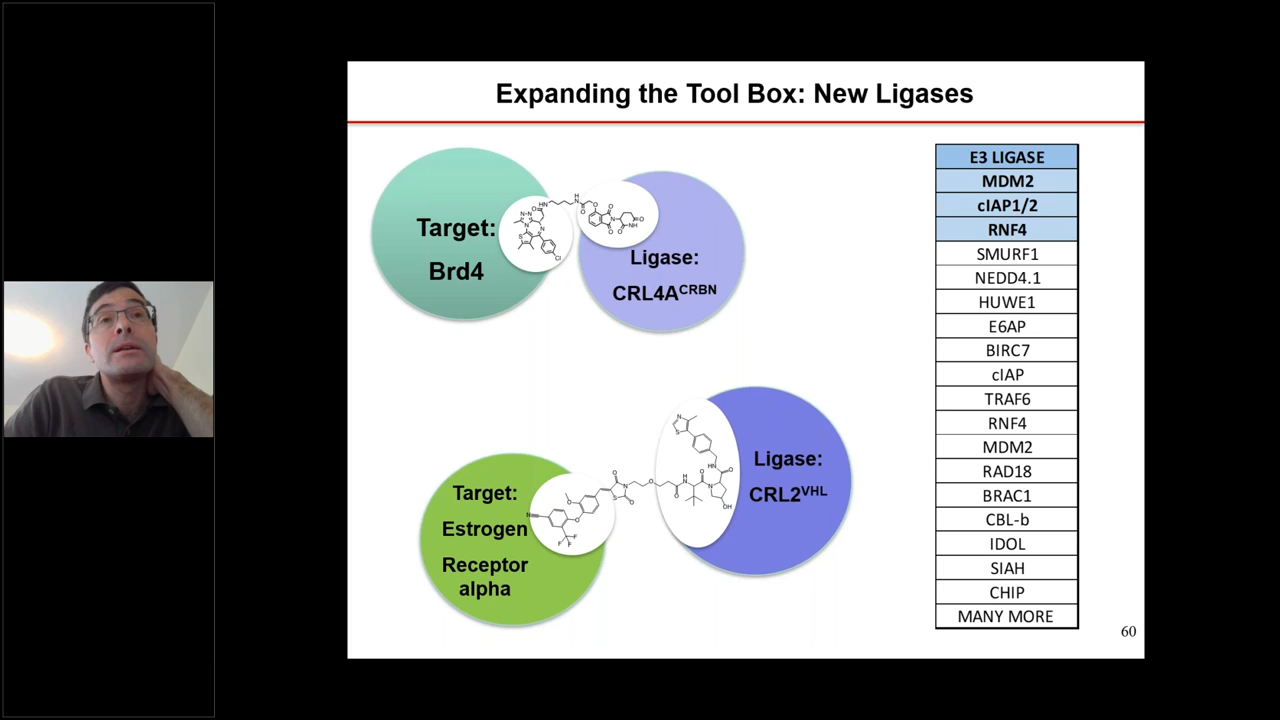 Expanding the Tool Box: New Ligases
Target:
Brd4
Ligase:
CRL4A^CRBN
Target:
Estrogen
Receptor
alpha
Ligase:
CRL2^VHL
E3 LIGASE
MDM2
cIAP1/2
RNF4
SMURF1
NEDD4.1
HUWE1
E6AP
BIRC7
cIAP
TRAF6
RNF4
MDM2
RAD18
BRAC1
CBL-b
IDOL
SIAH
CHIP
MANY MORE
60